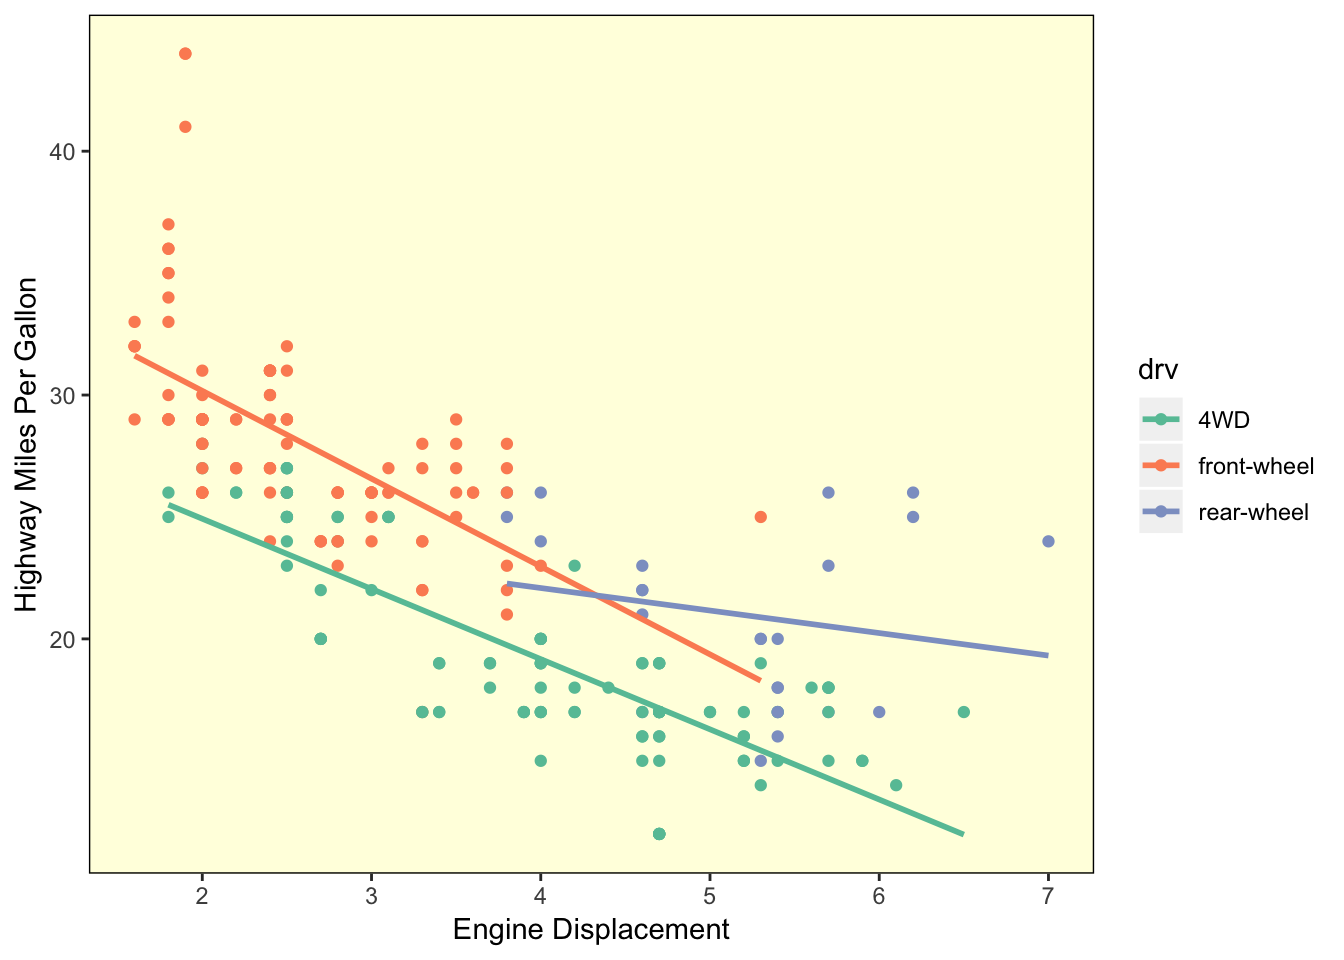 40
30
20
Highway Miles Per Gallon
2 3 4 5 6 7
Engine Displacement
drv
4WD
front-wheel
rear-wheel